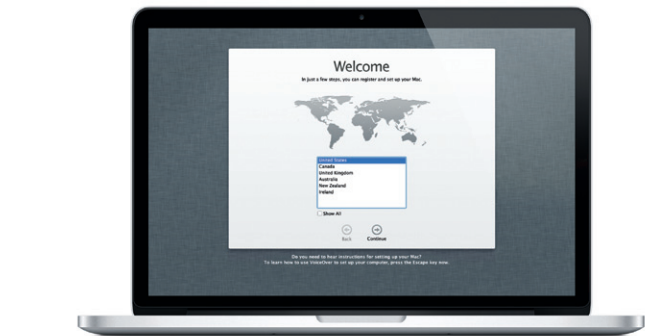 Welcome
In just a few steps, you can register and set up your Mac.
United States
Canada
United Kingdom
Australia
New Zealand
Ireland
Show All
Back
Continue
Do you need to hear instructions for setting up your Mac?
To learn how to use VoiceOver to set up your computer, press the Escape key now.